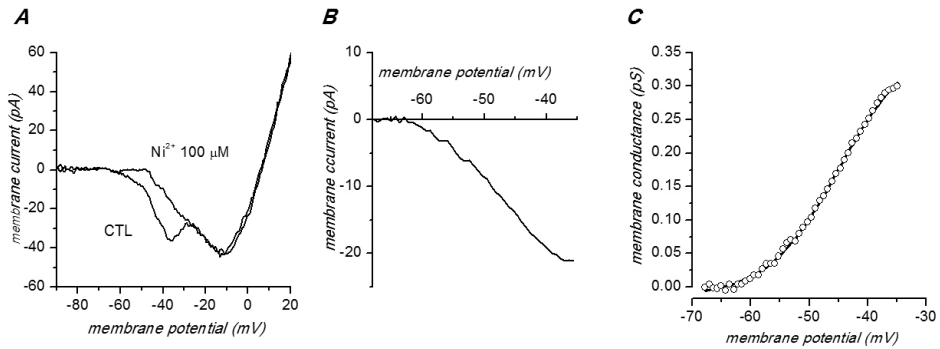 A
membrane current (pA)
60
40
20
0
-20
-40
-60
Ni2+ 100 μM
CTL
-80 -60 -40 -20 0 20
membrane potential (mV)
B
membrane ccurrent (pA)
10
0
-10
-20
membrane potential (mV)
-60 -50 -40
C
membrane conductance (pS)
0.35
0.30
0.25
0.20
0.15
0.10
0.05
0.00
-70 -60 -50 -40 -30
membrane potential (mV)